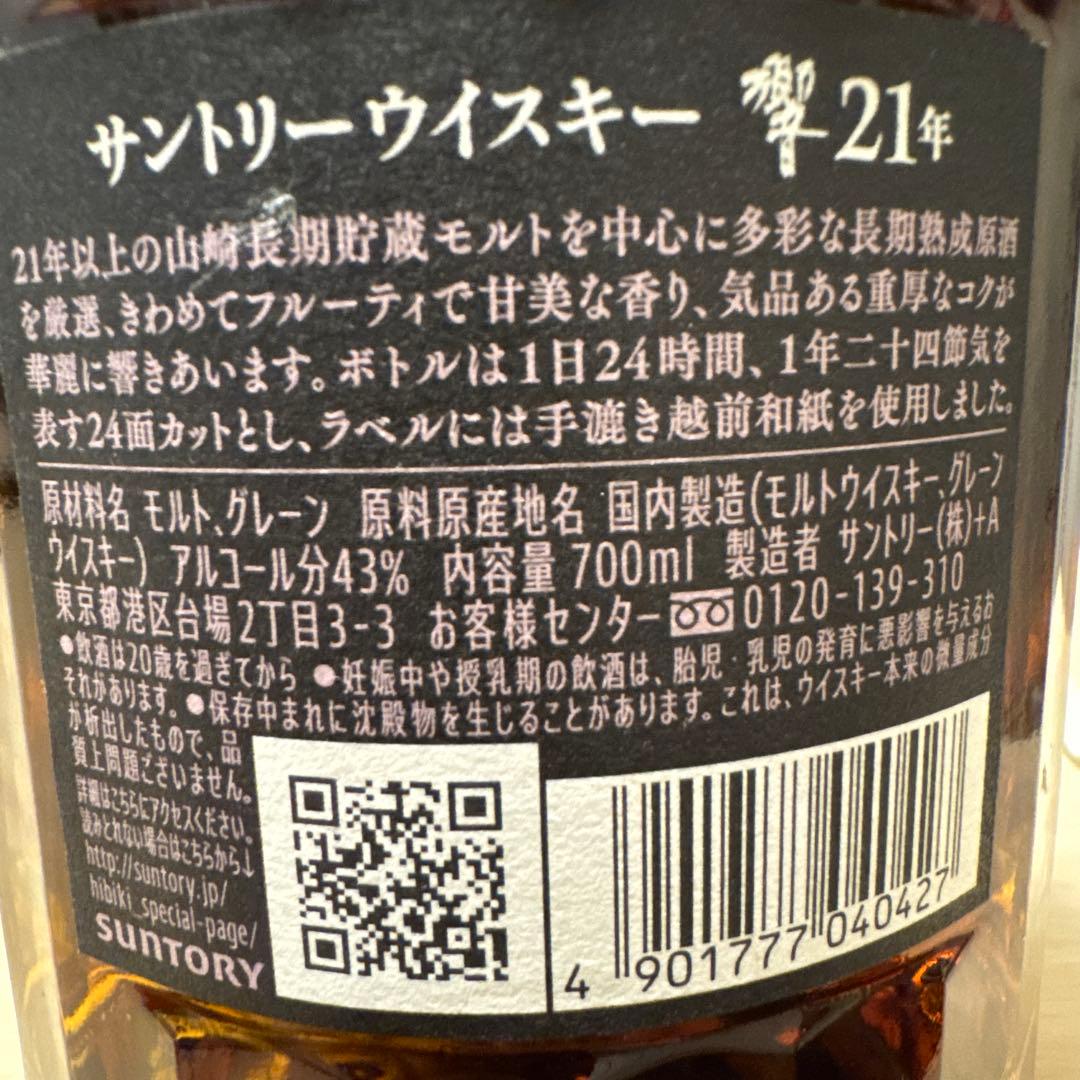 サントリーウイスキー 響 21年
21年以上の山崎長期貯蔵モルトを中心に多彩な長期熟成原酒
を厳選、きわめてフルーティで甘美な香り、気品ある重厚なコクが
華麗に響きあいます。ボトルは1日24時間、1年二十四節気を
表す24面カットとし、ラベルには手漉き越前和紙を使用しました。
原材料名 モルト、グレーン 原料原産地名 国内製造(モルトウイスキー、グレーン
ウイスキー) アルコール分43% 内容量 700ml 製造者 サントリー(株)+A
東京都港区台場2丁目3-3 お客様センター 0120-139-310
●飲酒は20歳を過ぎてから ●妊娠中や授乳期の飲酒は、胎児・乳児の発育に悪影響を与えるお
それがあります。 ●保存中まれに沈殿物を生じることがあります。これは、ウイスキー本来の微量成分
が析出したもので、品
質上問題ございません。
詳細はこちらにアクセスください。
読みとれない場合はこちらから↓
http://suntory.jp/
hibiki_special-page/
SUNTORY
4 901777 040427